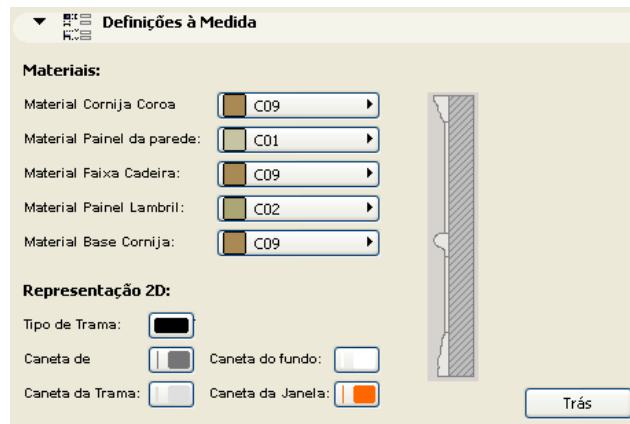 Definições à Medida
Materiais:
Material Cornija Coroa C09
Material Painel da parede: C01
Material Faixa Cadeira: C09
Material Painel Lambril: C02
Material Base Cornija: C09
Representação 2D:
Tipo de Trama:
Caneta de Caneta do fundo:
Caneta da Trama: Caneta da Janela:
Trás